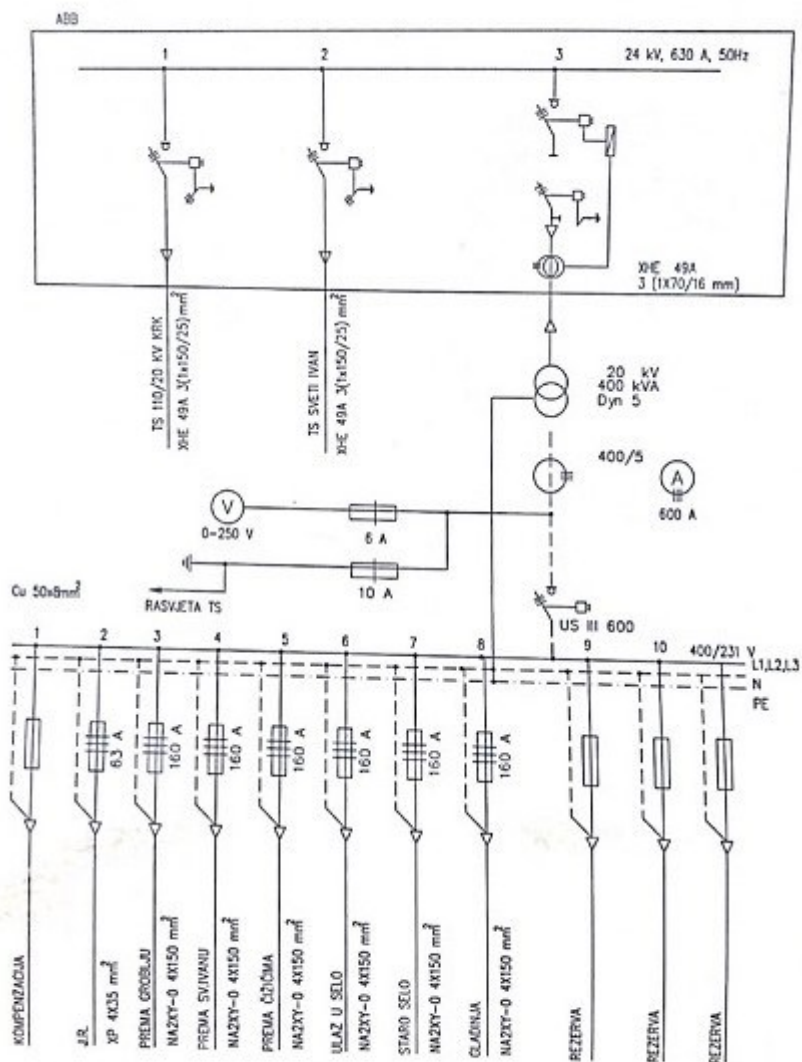 ABB
1
2
3
24 kV, 630 A, 50Hz
XHE 49A
3 (1X70/16 mm)
TS 110/20 KV KRK
XHE 49A 3(1x150/25) mm²
TS SVETI IVAN
XHE 49A 3(1x150/25) mm²
20 kV
400 kVA
Dyn 5
400/5
A
600 A
V
0-250 V
6 A
10 A
RASVJETA TS
Cu 50x8mm²
US III 600
400/231 V
L1,L2,L3
N
PE
1
2
3
4
5
6
7
8
9
10
63 A
160 A
160 A
160 A
160 A
160 A
160 A
KOMPENZACIJA
J.R.
XP 4X35 mm²
PREMA GROBLJU
NA2XY-0 4X150 mm²
PREMA SV.IVANU
NA2XY-0 4X150 mm²
PREMA ČIŽIĆIMA
NA2XY-0 4X150 mm²
ULAZ U SELO
NA2XY-0 4X150 mm²
STARO SELO
NA2XY-0 4X150 mm²
NA2XY-0 4X150 mm²
REZERVA
REZERVA
REZERVA